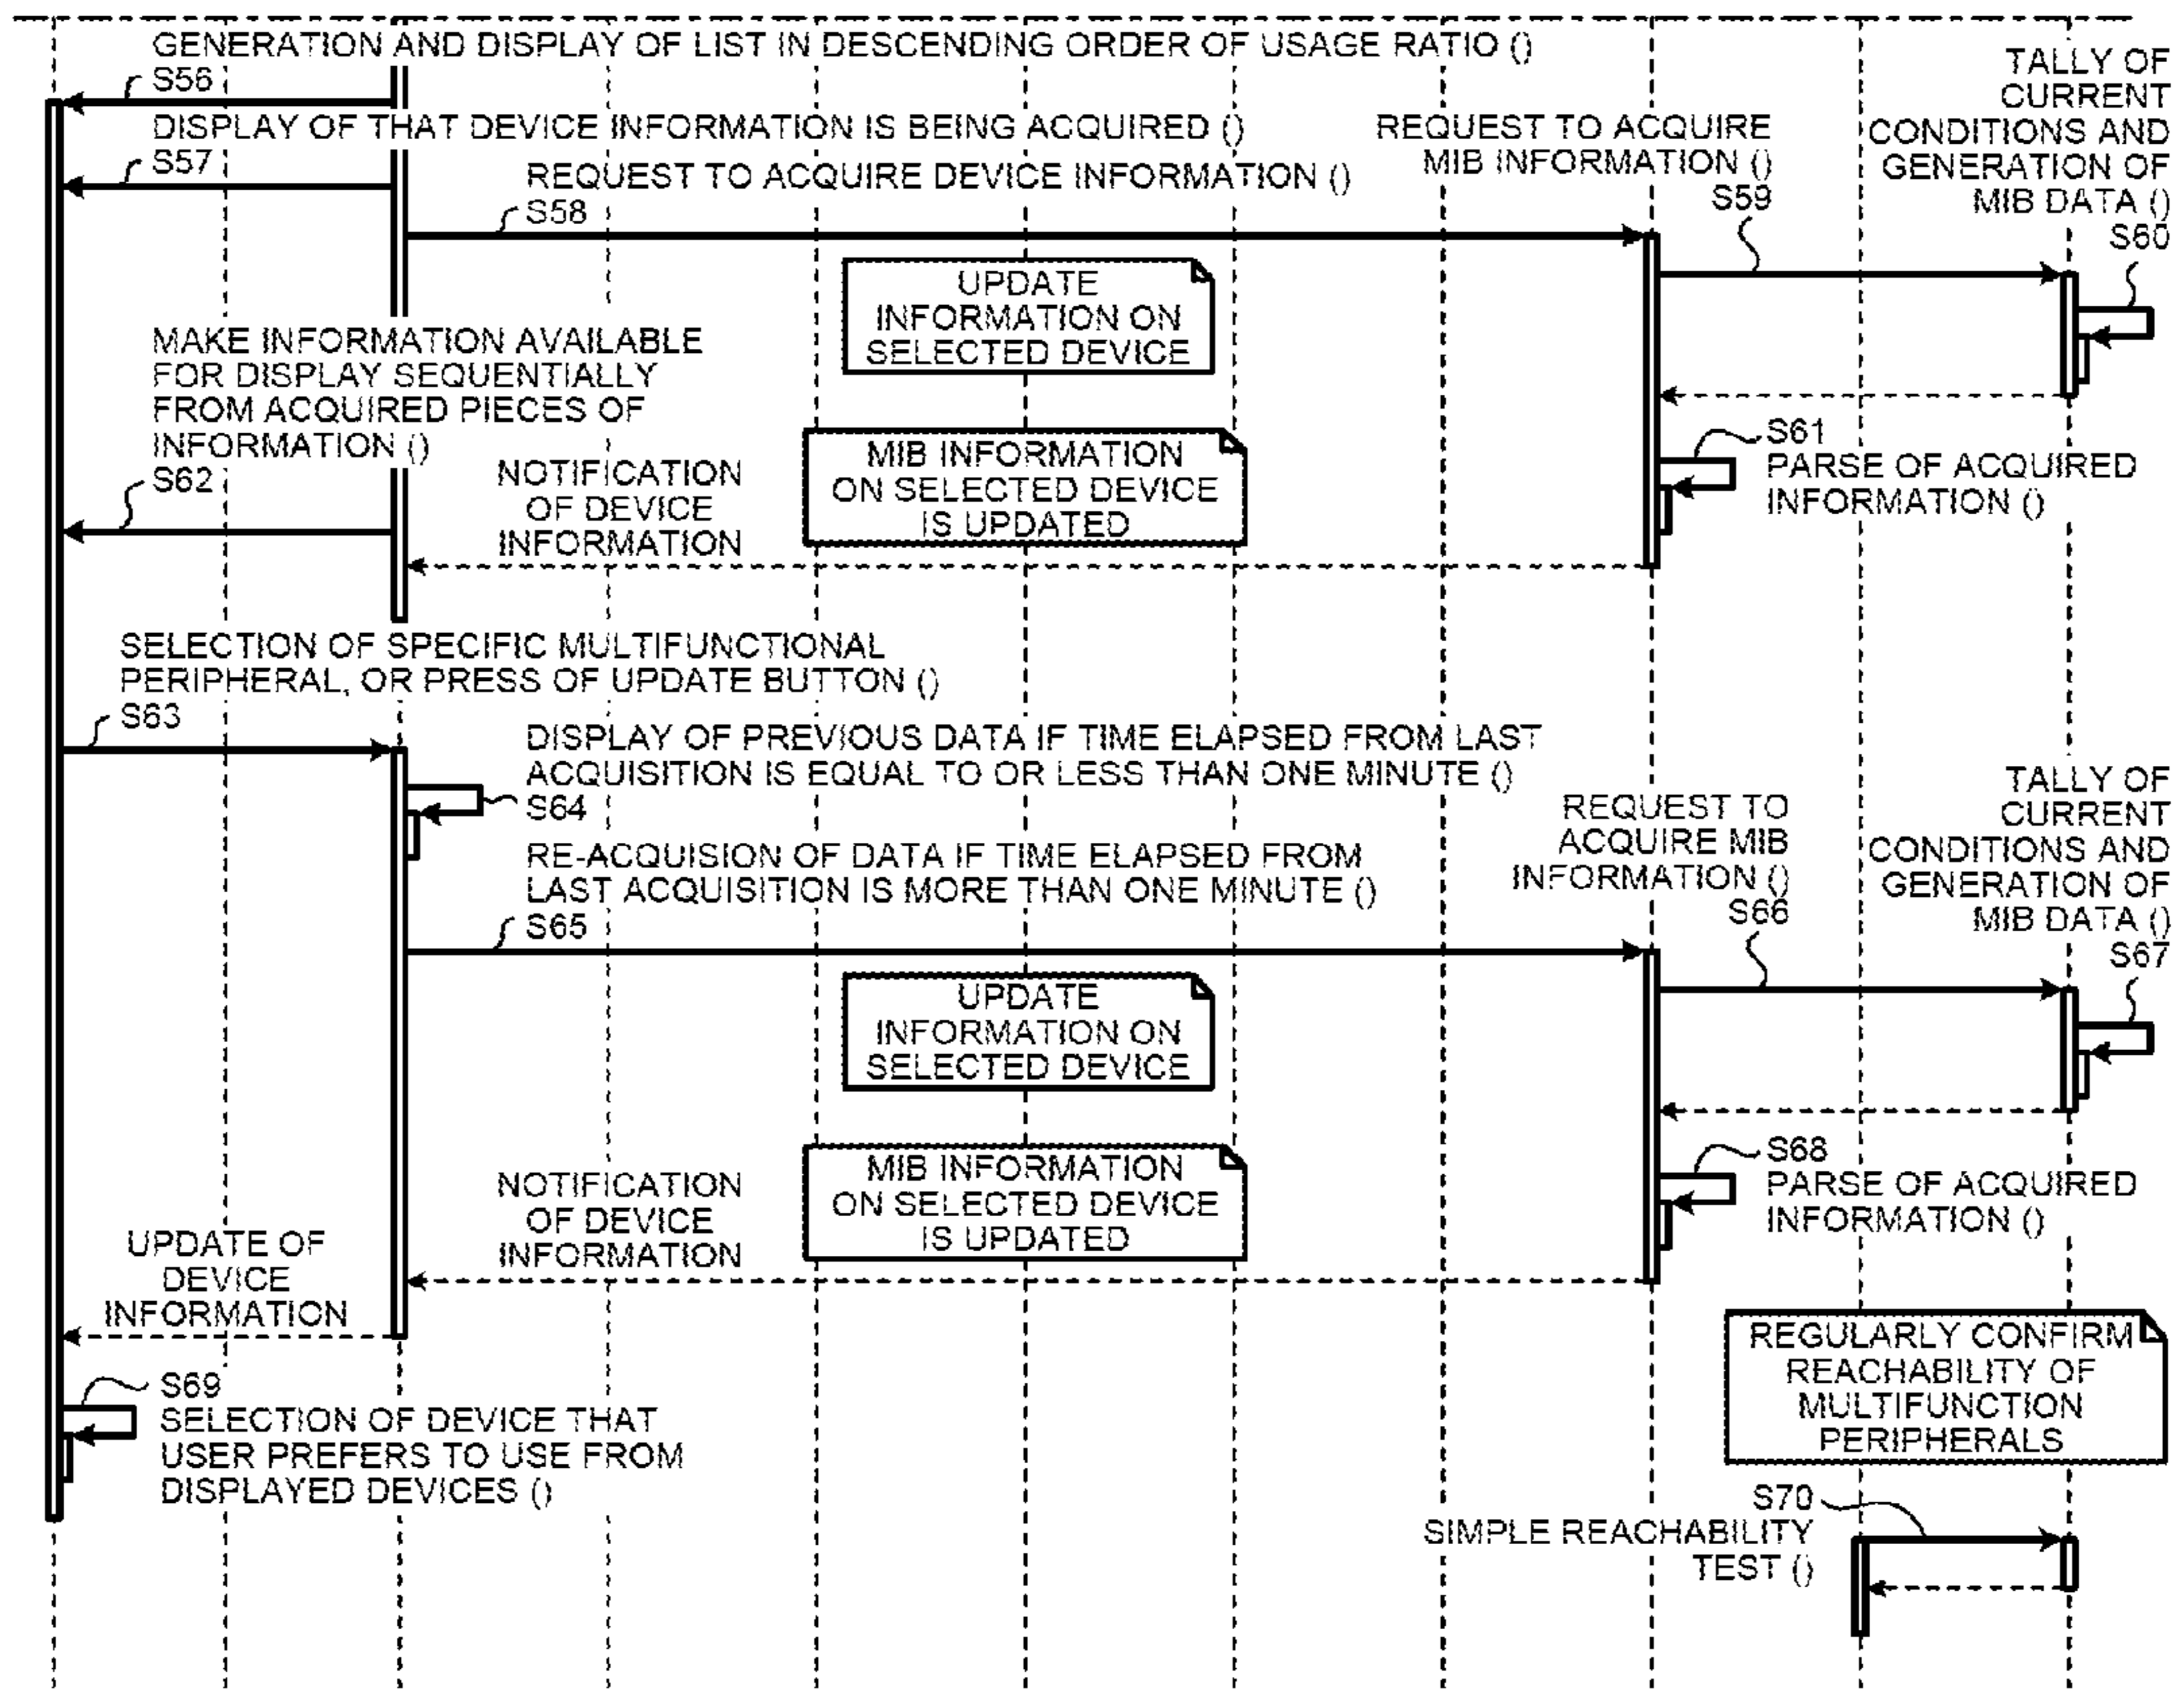 GENERATION AND DISPLAY OF LIST IN DESCENDING ORDER OF USAGE RATIO ()
S56
DISPLAY OF THAT DEVICE INFORMATION IS BEING ACQUIRED ()
S57
REQUEST TO ACQUIRE DEVICE INFORMATION ()
S58
REQUEST TO ACQUIRE
MIB INFORMATION ()
S59
TALLY OF
CURRENT
CONDITIONS AND
GENERATION OF
MIB DATA ()
S60
UPDATE
INFORMATION ON
SELECTED DEVICE
MAKE INFORMATION AVAILABLE
FOR DISPLAY SEQUENTIALLY
FROM ACQUIRED PIECES OF
INFORMATION ()
S62
NOTIFICATION
OF DEVICE
INFORMATION
MIB INFORMATION
ON SELECTED DEVICE
IS UPDATED
S61
PARSE OF ACQUIRED
INFORMATION ()
SELECTION OF SPECIFIC MULTIFUNCTIONAL
PERIPHERAL, OR PRESS OF UPDATE BUTTON ()
S63
DISPLAY OF PREVIOUS DATA IF TIME ELAPSED FROM LAST
ACQUISITION IS EQUAL TO OR LESS THAN ONE MINUTE ()
S64
RE-ACQUISION OF DATA IF TIME ELAPSED FROM
LAST ACQUISITION IS MORE THAN ONE MINUTE ()
S65
REQUEST TO
ACQUIRE MIB
INFORMATION ()
S66
TALLY OF
CURRENT
CONDITIONS AND
GENERATION OF
MIB DATA ()
S67
UPDATE
INFORMATION ON
SELECTED DEVICE
NOTIFICATION
OF DEVICE
INFORMATION
MIB INFORMATION
ON SELECTED DEVICE
IS UPDATED
S68
PARSE OF ACQUIRED
INFORMATION ()
UPDATE OF
DEVICE
INFORMATION
S69
SELECTION OF DEVICE THAT
USER PREFERS TO USE FROM
DISPLAYED DEVICES ()
REGULARLY CONFIRM
REACHABILITY OF
MULTIFUNCTION
PERIPHERALS
S70
SIMPLE REACHABILITY
TEST ()